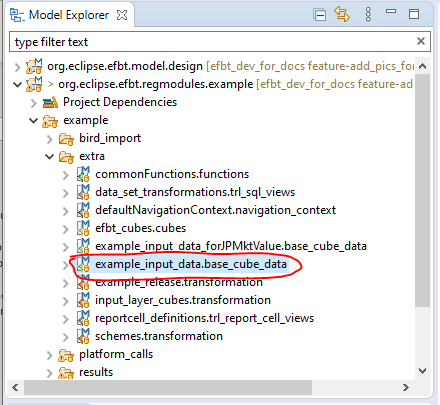 Model Explorer
type filter text
org.eclipse.efbt.model.design [efbt_dev_for_docs feature-add_pics_for
> org.eclipse.efbt.regmodules.example [efbt_dev_for_docs feature-ad
Project Dependencies
example
bird_import
extra
commonFunctions.functions
data_set_transformations.trl_sql_views
defaultNavigationContext.navigation_context
efbt_cubes.cubes
example_input_data_forJPMktValue.base_cube_data
example_input_data.base_cube_data
example_release.transformation
input_layer_cubes.transformation
reportcell_definitions.trl_report_cell_views
schemes.transformation
platform_calls
results